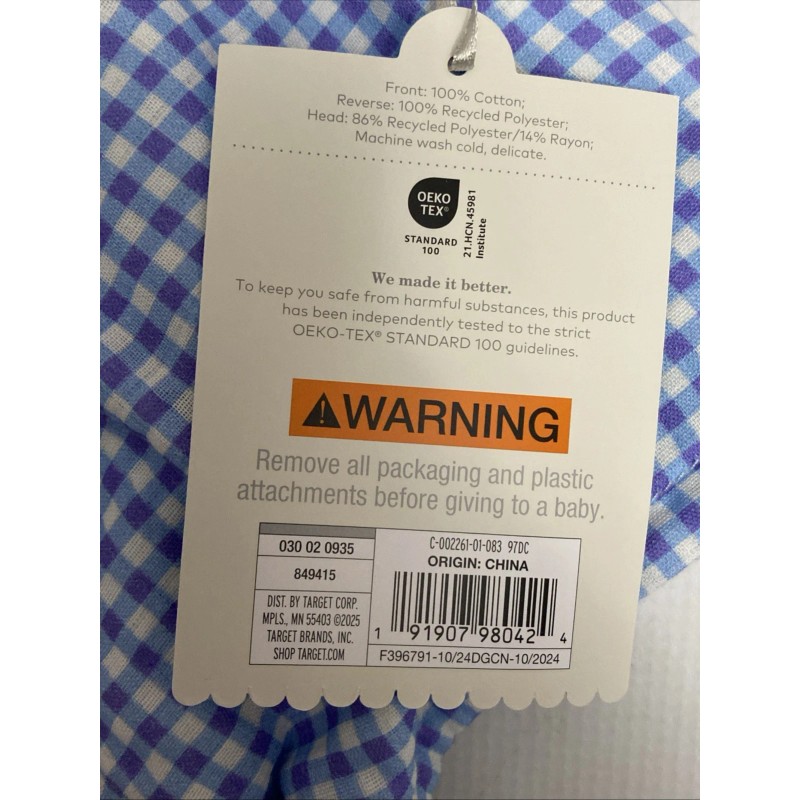 Front: 100% Cotton;
Reverse: 100% Recycled Polyester;
Head: 86% Recycled Polyester/14% Rayon;
Machine wash cold, delicate.
OEKO
TEX®
STANDARD
100
21.HCN.45981
Institute
We made it better.
To keep you safe from harmful substances, this product
has been independently tested to the strict
OEKO-TEX® STANDARD 100 guidelines.
WARNING
Remove all packaging and plastic
attachments before giving to a baby.
030 02 0935
849415
DIST. BY TARGET CORP.
MPLS., MN 55403 ©2025
TARGET BRANDS, INC.
SHOP TARGET.COM
C-002261-01-083 97DC
ORIGIN: CHINA
1 91907 98042 4
F396791-10/24DGCN-10/2024